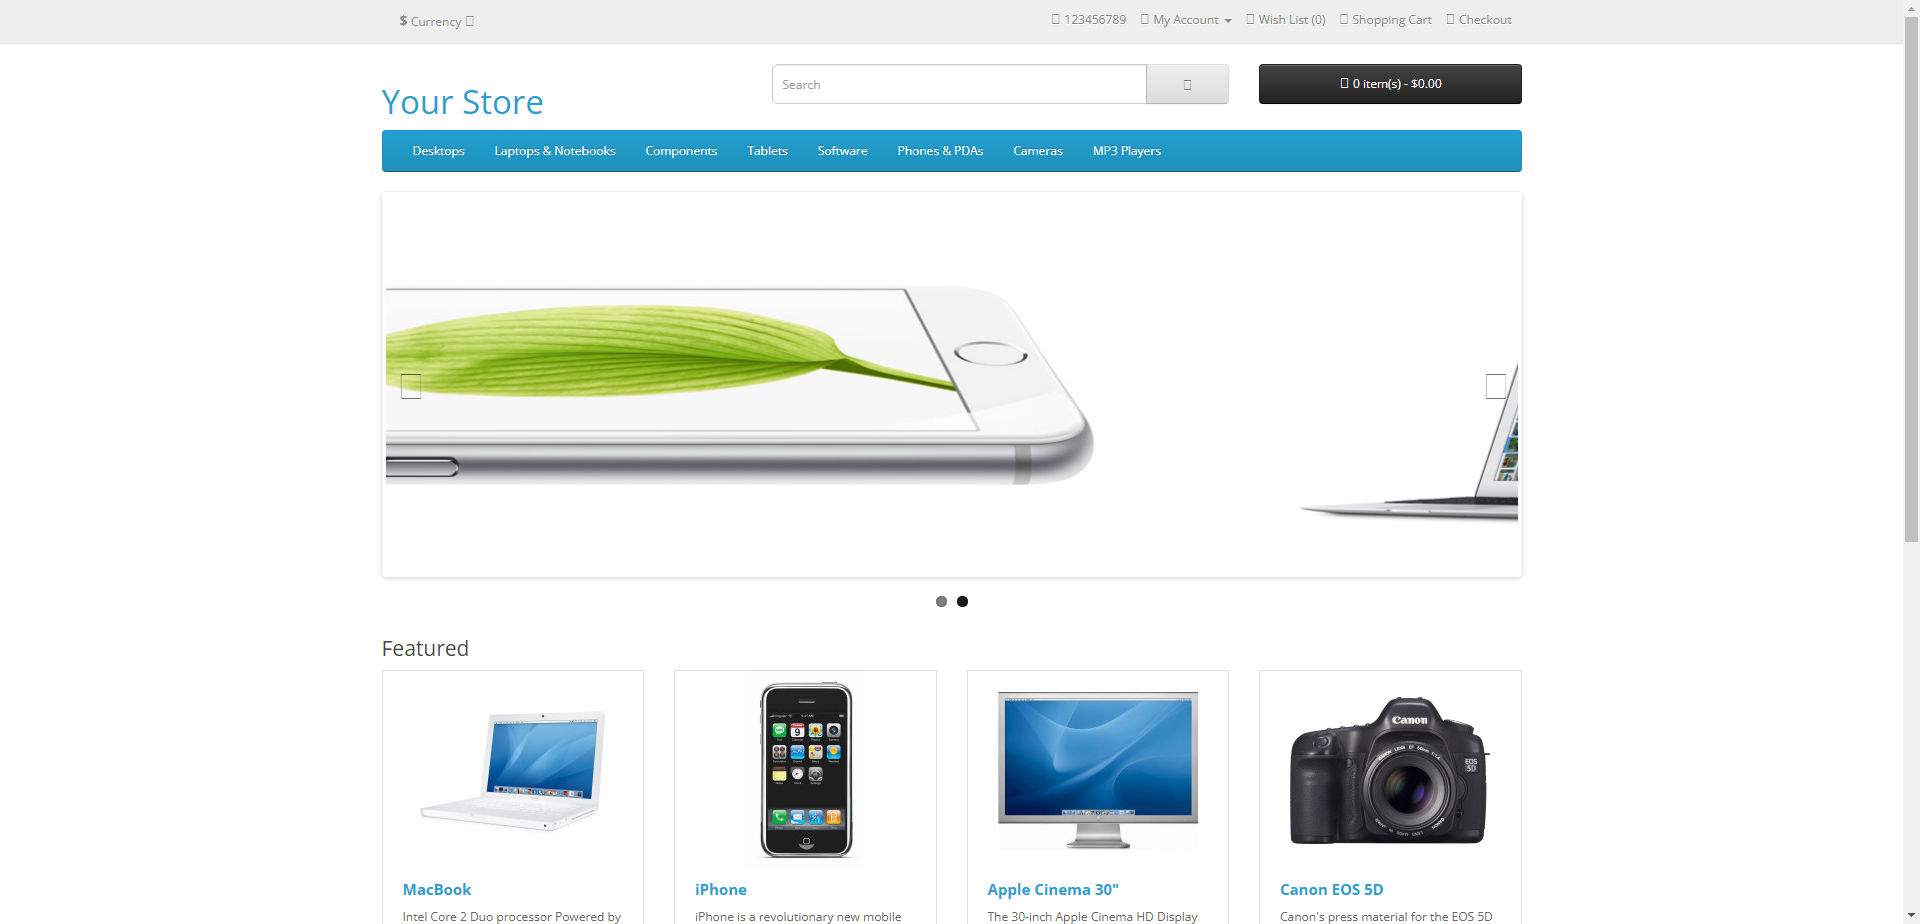 $ Currency
123456789 My Account Wish List (0) Shopping Cart Checkout
Your Store
Search
0 item(s) - $0.00
Desktops Laptops & Notebooks Components Tablets Software Phones & PDAs Cameras MP3 Players
Featured
Canon
EOS
5D
MacBook
iPhone
Apple Cinema 30"
Canon EOS 5D
Intel Core 2 Duo processor Powered by
iPhone is a revolutionary new mobile
The 30-inch Apple Cinema HD Display
Canon's press material for the EOS 5D